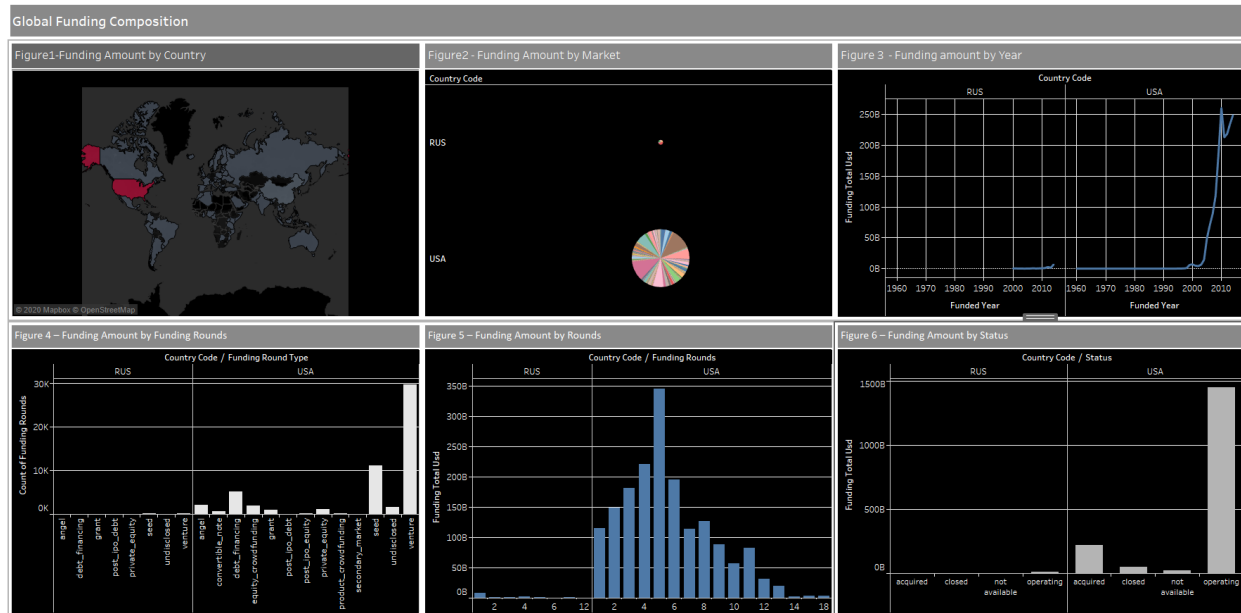 Global Funding Composition
Figure1-Funding Amount by Country
© 2020 Mapbox © OpenStreetMap
Figure2 - Funding Amount by Market
Country Code
RUS
USA
Figure 3 - Funding amount by Year
Country Code
RUS USA
Funding Total Usd
250B
200B
150B
100B
50B
0B
1960 1970 1980 1990 2000 2010 1960 1970 1980 1990 2000 2010
Funded Year Funded Year
Figure 4 – Funding Amount by Funding Rounds
Country Code / Funding Round Type
RUS USA
Count of Funding Rounds
30K
20K
10K
0K
angel
debt_financing
grant
post_ipo_debt
private_equity
seed
undisclosed
venture
angel
convertible_note
debt_financing
equity_crowdfunding
grant
post_ipo_debt
post_ipo_equity
private_equity
product_crowdfunding
secondary_market
seed
undisclosed
venture
Figure 5 – Funding Amount by Rounds
Country Code / Funding Rounds
RUS USA
Funding Total Usd
350B
300B
250B
200B
150B
100B
50B
0B
2 4 6 12 2 4 6 8 10 12 14 16 18
Figure 6 – Funding Amount by Status
Country Code / Status
RUS USA
Funding Total Usd
1500B
1000B
500B
0B
acquired closed not available operating acquired closed not available operating